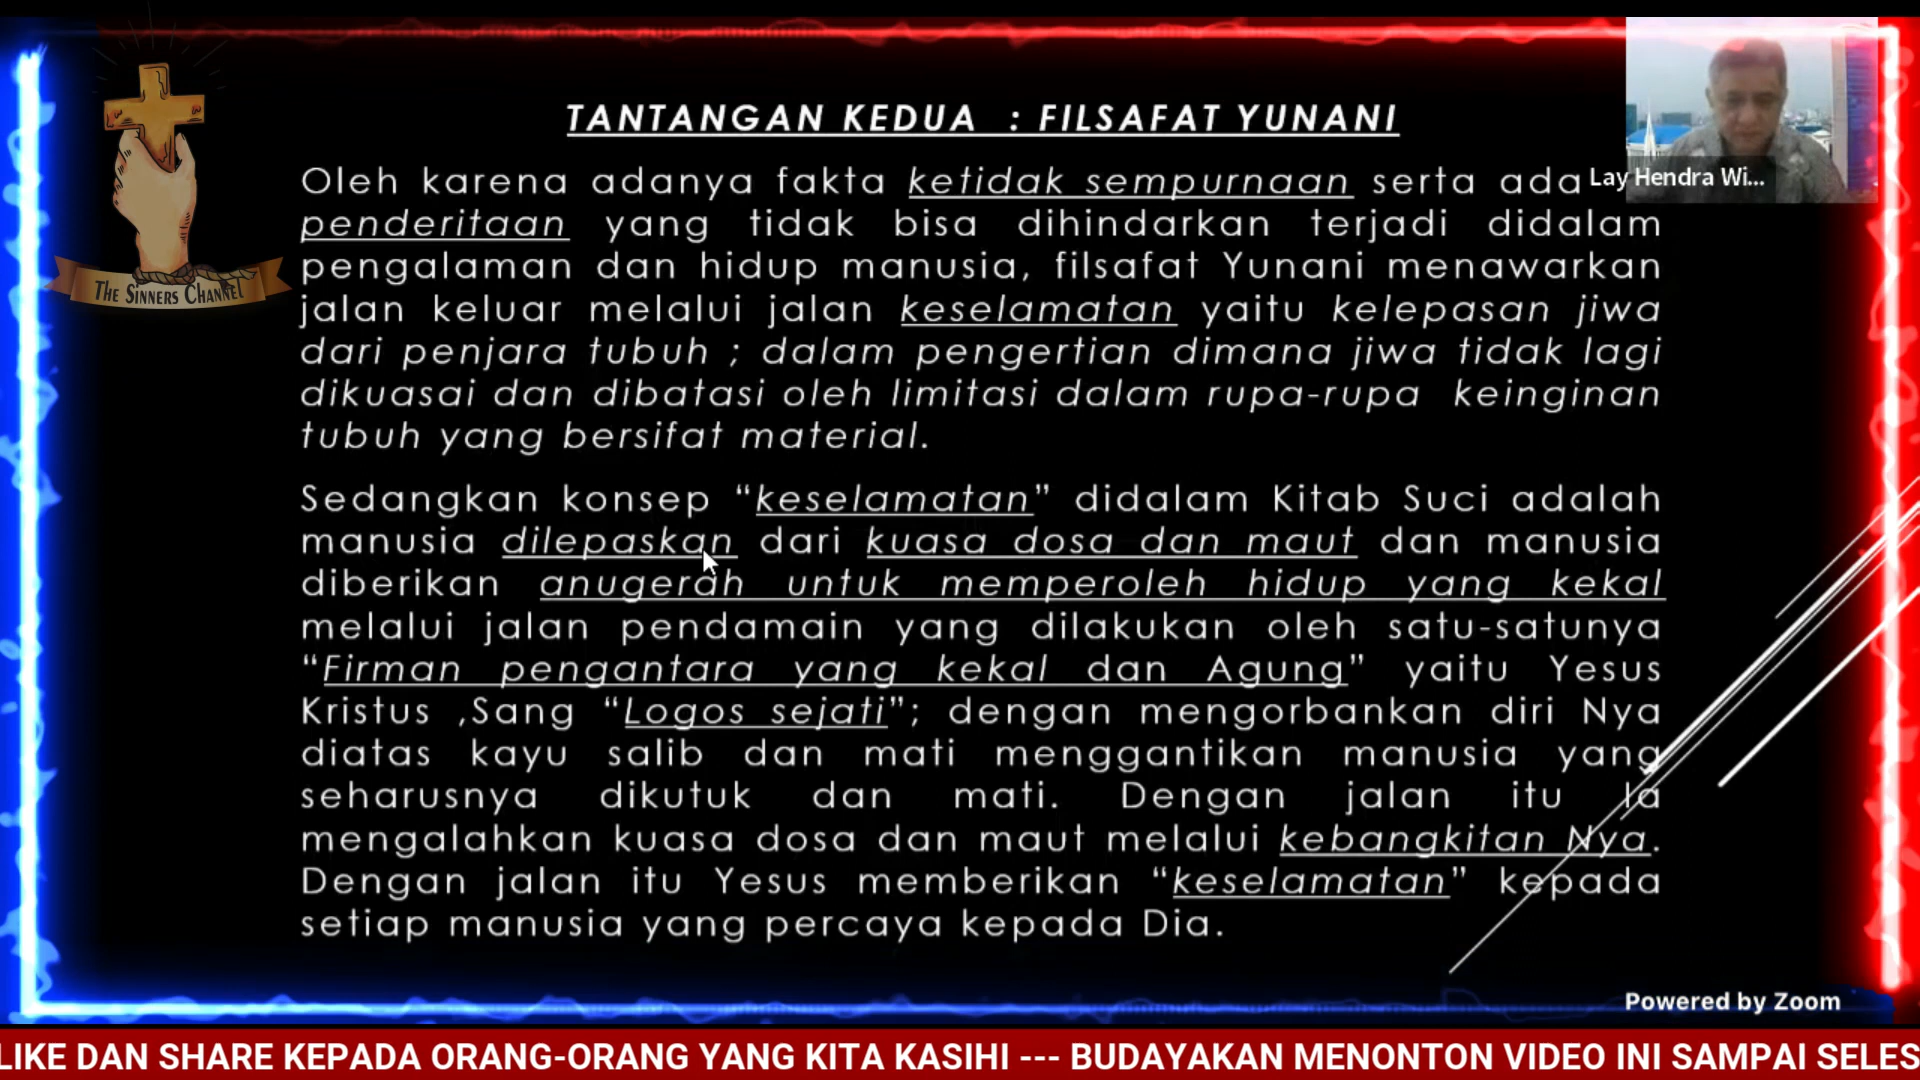 TANTANGAN KEDUA : FILSAFAT YUNANI
Oleh karena adanya fakta ketidak sempurnaan serta ada
penderitaan yang tidak bisa dihindarkan terjadi didalam
pengalaman dan hidup manusia, filsafat Yunani menawarkan
jalan keluar melalui jalan keselamatan yaitu kelepasan jiwa
dari penjara tubuh ; dalam pengertian dimana jiwa tidak lagi
dikuasai dan dibatasi oleh limitasi dalam rupa-rupa keinginan
tubuh yang bersifat material.
Sedangkan konsep “keselamatan” didalam Kitab Suci adalah
manusia dilepaskan dari kuasa dosa dan maut dan manusia
diberikan anugerah untuk memperoleh hidup yang kekal
melalui jalan pendamain yang dilakukan oleh satu-satunya
“Firman pengantara yang kekal dan Agung” yaitu Yesus
Kristus ,Sang “Logos sejati”; dengan mengorbankan diri Nya
diatas kayu salib dan mati menggantikan manusia yang
seharusnya dikutuk dan mati. Dengan jalan itu Ia
mengalahkan kuasa dosa dan maut melalui kebangkitan Nya.
Dengan jalan itu Yesus memberikan “keselamatan” kepada
setiap manusia yang percaya kepada Dia.
Lay Hendra Wi...
THE SINNERS CHANNEL
Powered by Zoom
LIKE DAN SHARE KEPADA ORANG-ORANG YANG KITA KASIHI --- BUDAYAKAN MENONTON VIDEO INI SAMPAI SELES